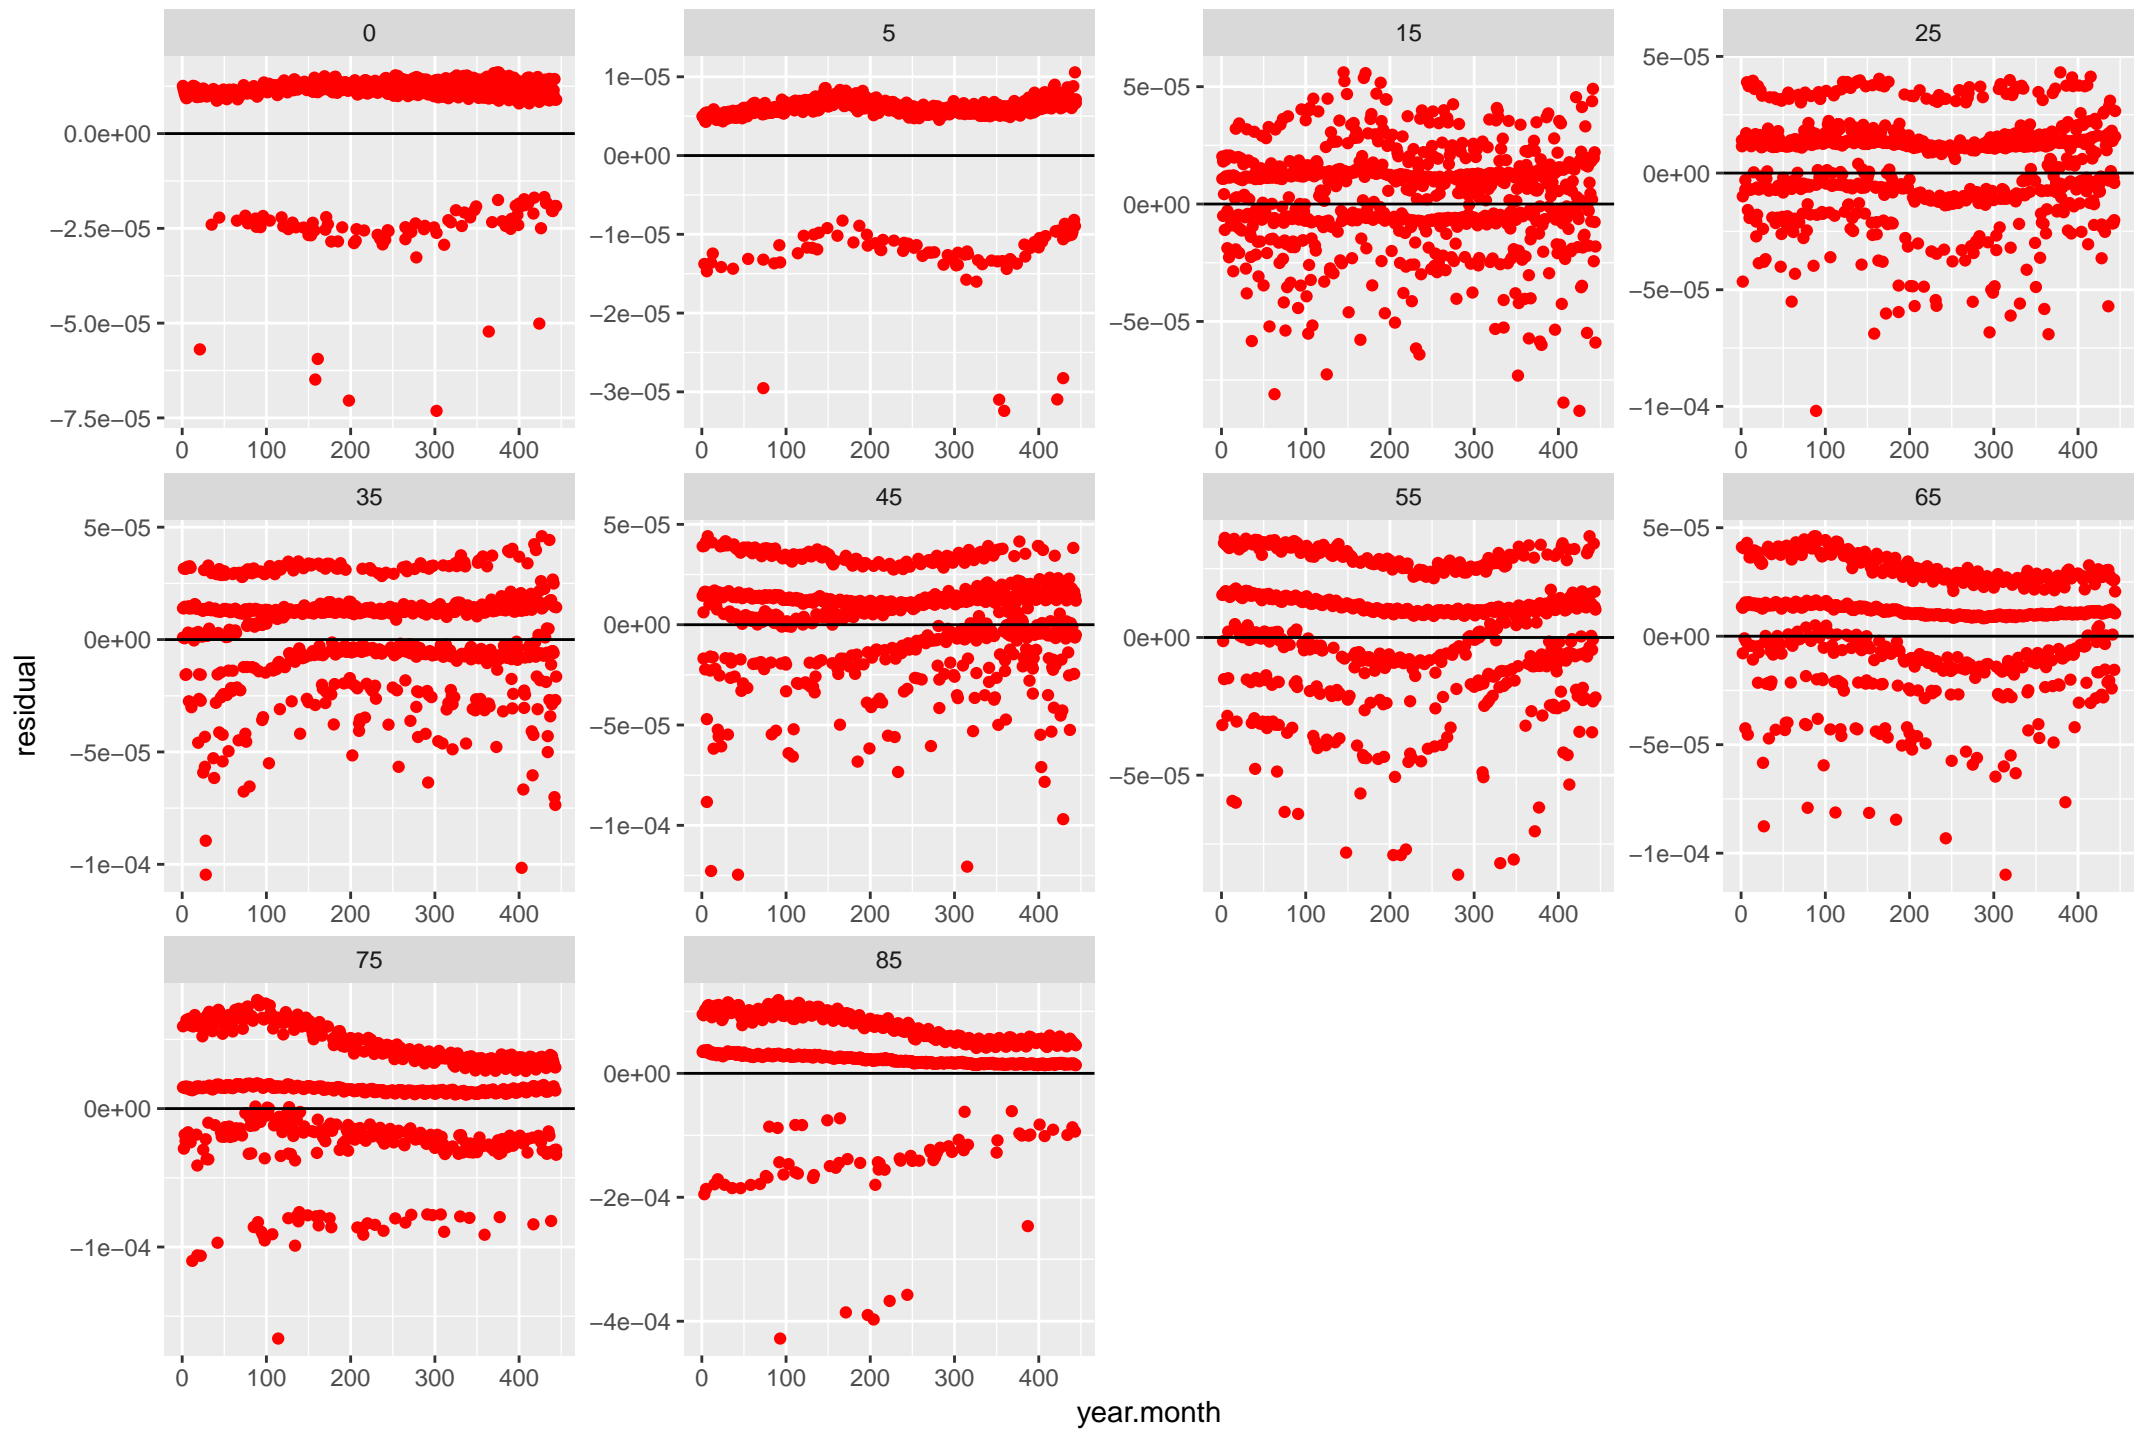 0 5 15 25
0.0e+00
−2.5e−05
−5.0e−05
−7.5e−05
1e−05
0e+00
−1e−05
−2e−05
−3e−05
5e−05
0e+00
−5e−05
5e−05
0e+00
−5e−05
−1e−04
0 100 200 300 400 0 100 200 300 400 0 100 200 300 400 0 100 200 300 400
35 45 55 65
5e−05
0e+00
−5e−05
−1e−04
5e−05
0e+00
−5e−05
−1e−04
0e+00
−5e−05
5e−05
0e+00
−5e−05
−1e−04
0 100 200 300 400 0 100 200 300 400 0 100 200 300 400 0 100 200 300 400
75 85
0e+00
−1e−04
0e+00
−2e−04
−4e−04
0 100 200 300 400 0 100 200 300 400
residual
year.month